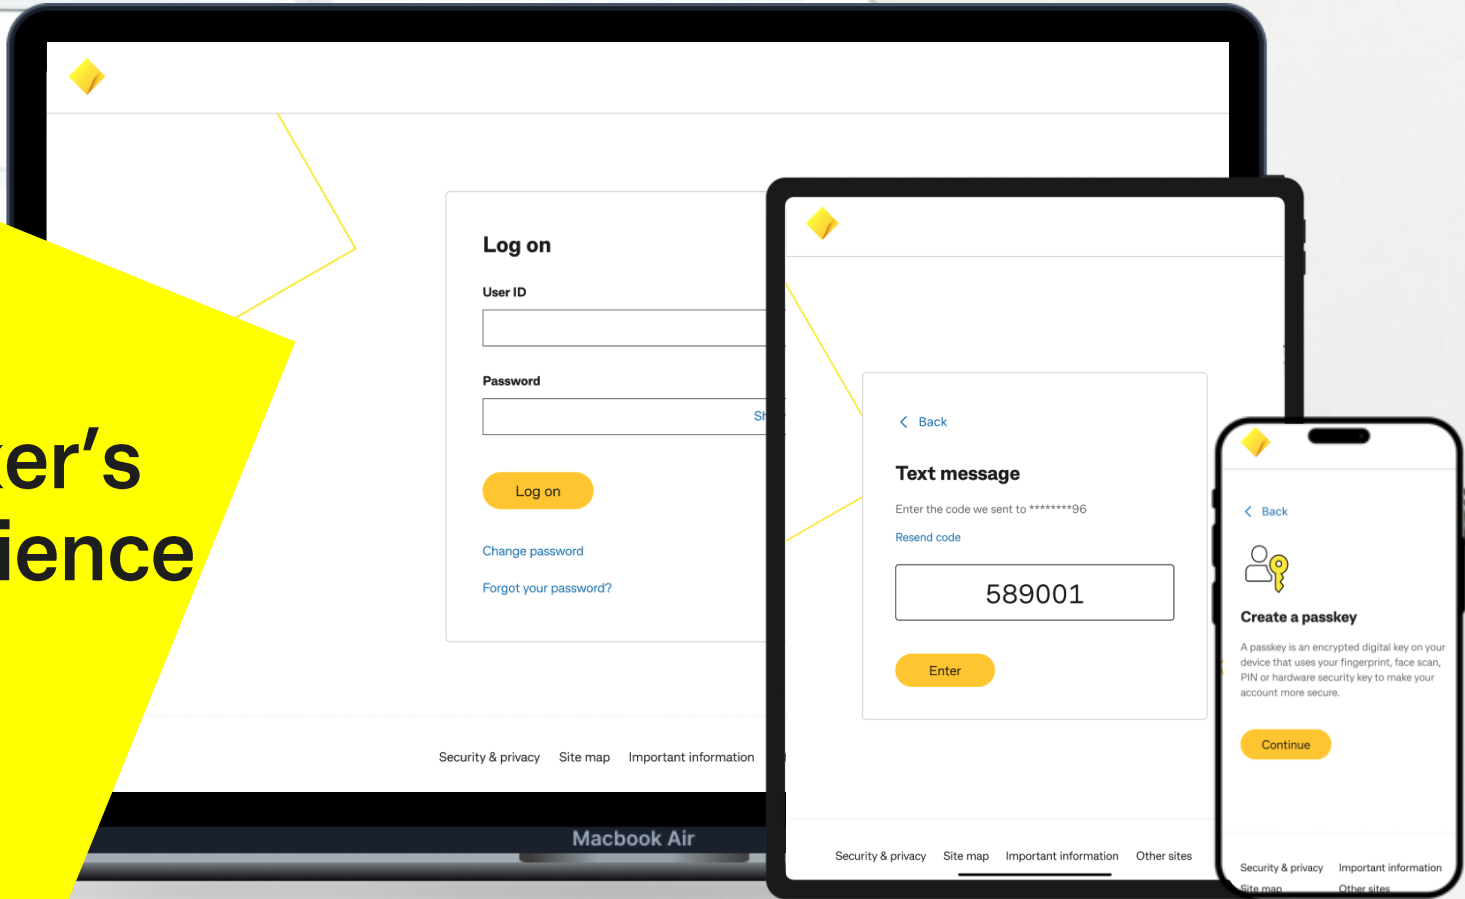 er's
ience
Log on
User ID
Password
Log on
Change password
Forgot your password?
Security & privacy Site map Important information
Macbook Air
Back
Text message
Enter the code we sent to ********96
Resend code
589001
Enter
Security & privacy Site map Important information Other sites
Back
Create a passkey
A passkey is an encrypted digital key on your
device that uses your fingerprint, face scan,
PIN or hardware security key to make your
account more secure.
Continue
Security & privacy Important information
Site map Other sites